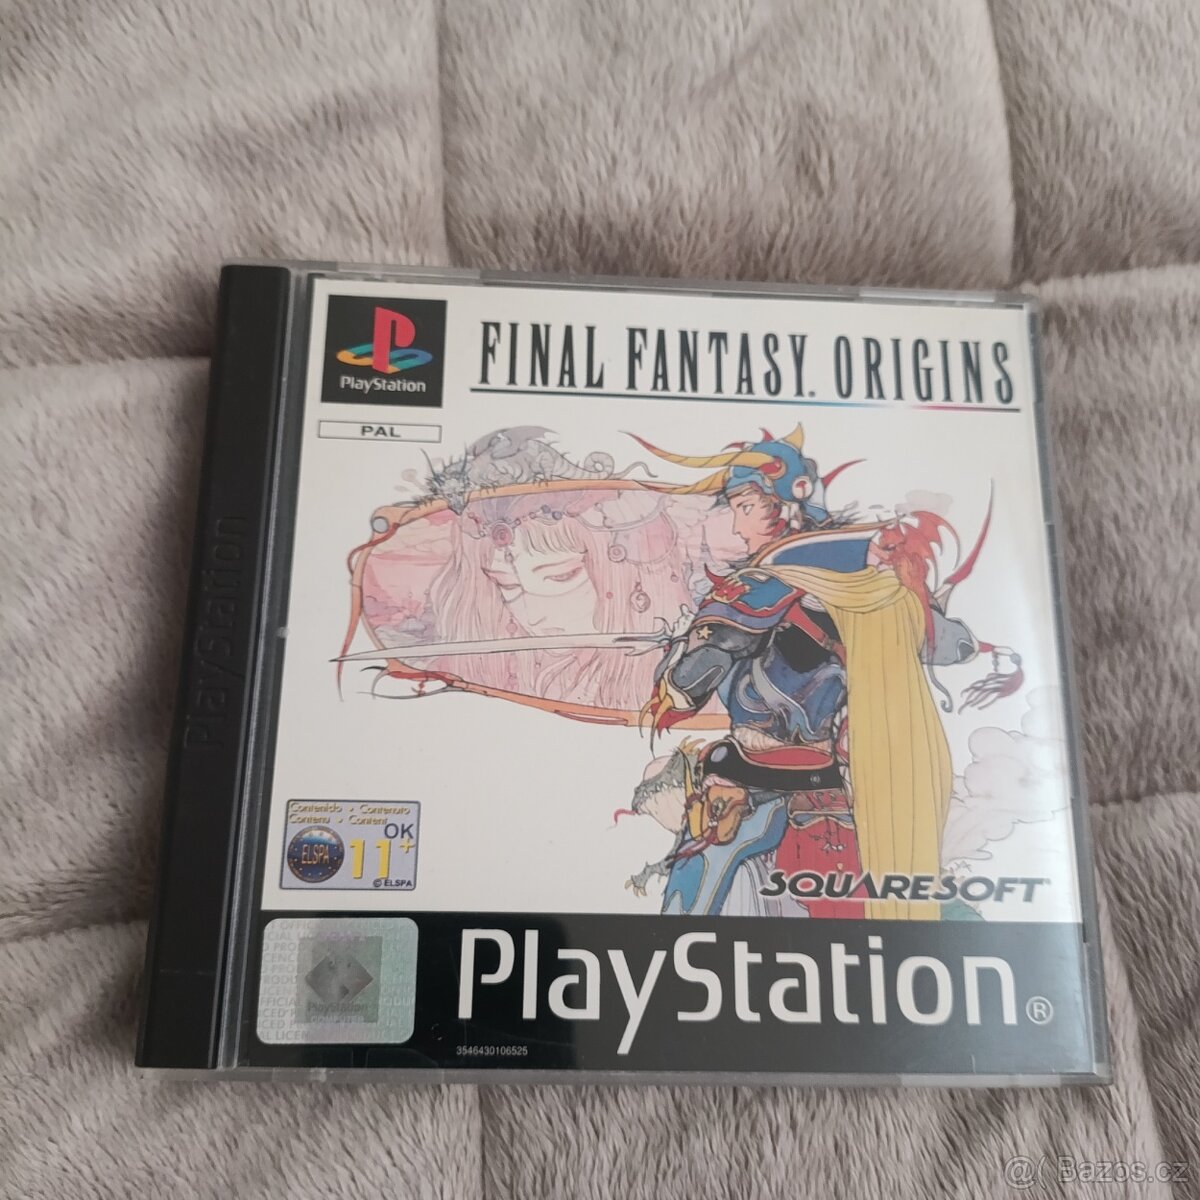 PlayStation
PlayStation
FINAL FANTASY. ORIGINS
PAL
Contenido • Contenuto
Contenu • Content
OK
ELSPA
11+
© ELSPA
SQUARESOFT
PlayStation
PlayStation®
3546430106525
@( Bazos.cz